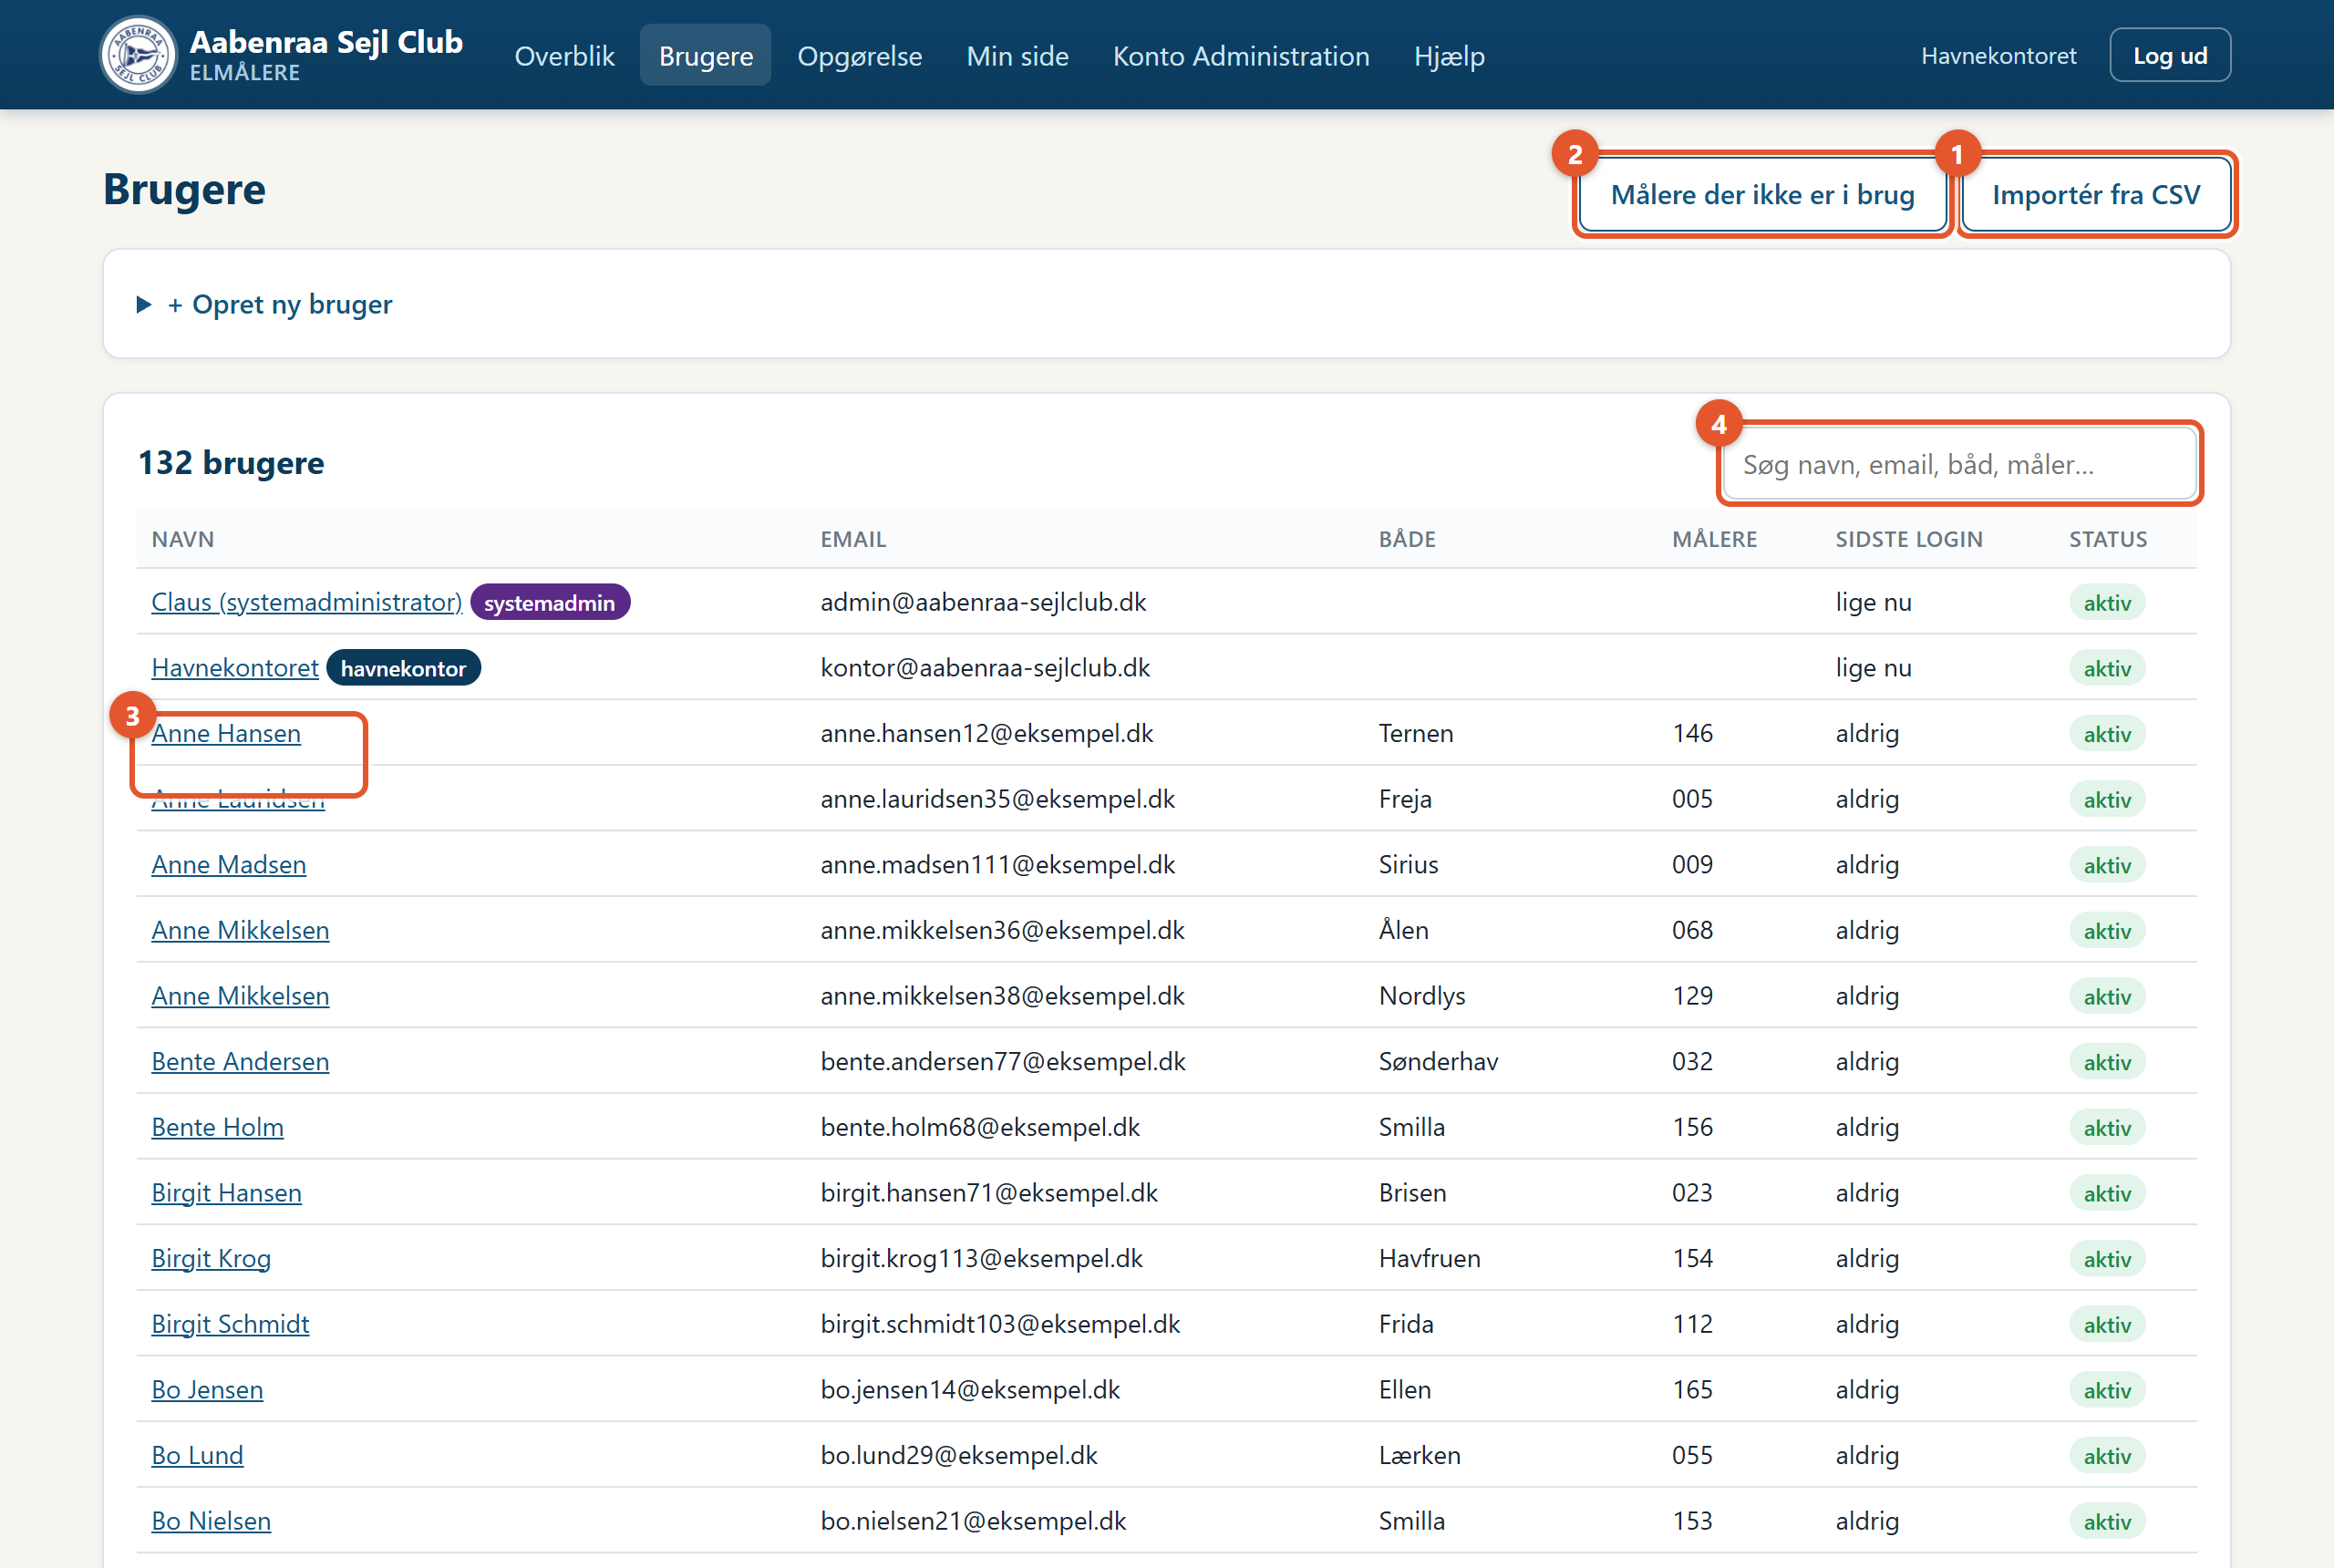 AABENRAA
SEJL CLUB
Aabenraa Sejl Club
ELMÅLERE
Overblik
Brugere
Opgørelse
Min side
Konto Administration
Hjælp
Havnekontoret
Log ud
Brugere
2
Målere der ikke er i brug
1
Importér fra CSV
+ Opret ny bruger
132 brugere
4
Søg navn, email, båd, måler...
NAVN EMAIL BÅDE MÅLERE SIDSTE LOGIN STATUS
Claus (systemadministrator) systemadmin admin@aabenraa-sejlclub.dk lige nu aktiv
Havnekontoret havnekontor kontor@aabenraa-sejlclub.dk lige nu aktiv
3
Anne Hansen anne.hansen12@eksempel.dk Ternen 146 aldrig aktiv
Anne Lauridsen anne.lauridsen35@eksempel.dk Freja 005 aldrig aktiv
Anne Madsen anne.madsen111@eksempel.dk Sirius 009 aldrig aktiv
Anne Mikkelsen anne.mikkelsen36@eksempel.dk Ålen 068 aldrig aktiv
Anne Mikkelsen anne.mikkelsen38@eksempel.dk Nordlys 129 aldrig aktiv
Bente Andersen bente.andersen77@eksempel.dk Sønderhav 032 aldrig aktiv
Bente Holm bente.holm68@eksempel.dk Smilla 156 aldrig aktiv
Birgit Hansen birgit.hansen71@eksempel.dk Brisen 023 aldrig aktiv
Birgit Krog birgit.krog113@eksempel.dk Havfruen 154 aldrig aktiv
Birgit Schmidt birgit.schmidt103@eksempel.dk Frida 112 aldrig aktiv
Bo Jensen bo.jensen14@eksempel.dk Ellen 165 aldrig aktiv
Bo Lund bo.lund29@eksempel.dk Lærken 055 aldrig aktiv
Bo Nielsen bo.nielsen21@eksempel.dk Smilla 153 aldrig aktiv